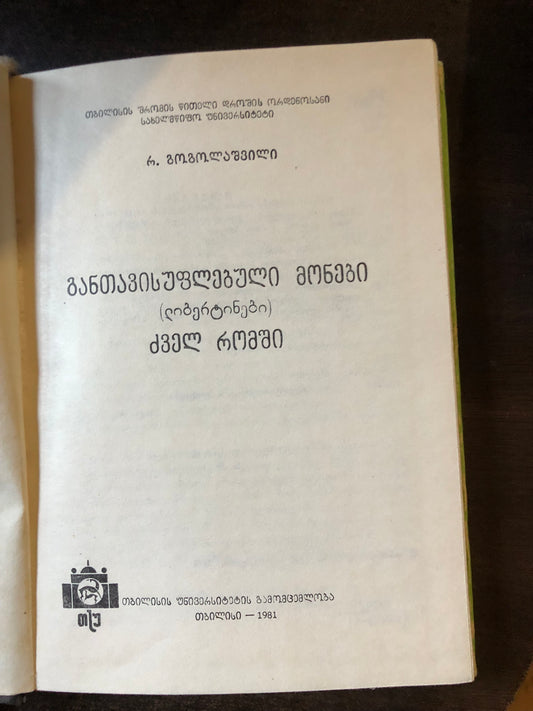 თბილისის შრომის წითელი დროშის ორდენოსანი
სახელმწიფო უნივერსიტეტი
რ. გოგოლაშვილი
განთავისუფლებული მონები
(ლიბერტინები)
ძველ რომში
თსუ
თბილისის უნივერსიტეტის გამომცემლობა
თბილისი — 1981